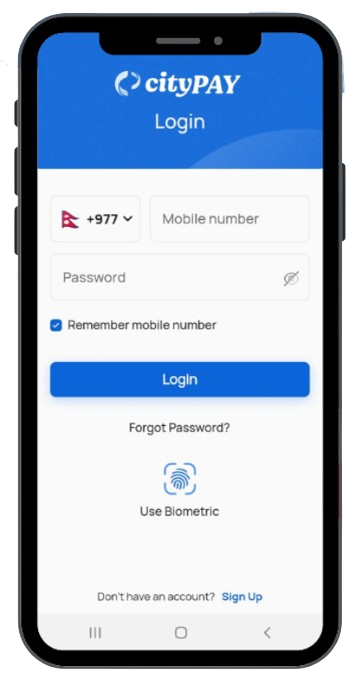 cityPAY
Login
+977 Mobile number
Password
Remember mobile number
Login
Forgot Password?
Use Biometric
Don't have an account? Sign Up